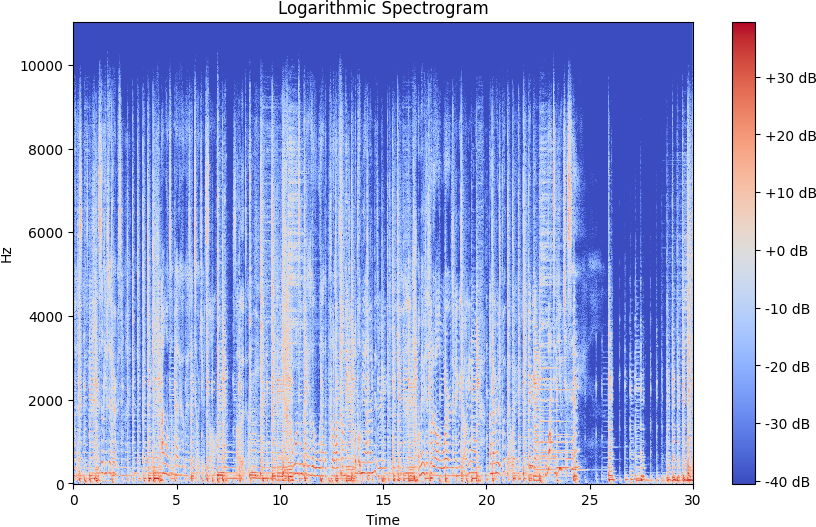 Logarithmic Spectrogram
Hz
10000
8000
6000
4000
2000
0
0 5 10 15 20 25 30
Time
+30 dB
+20 dB
+10 dB
+0 dB
-10 dB
-20 dB
-30 dB
-40 dB